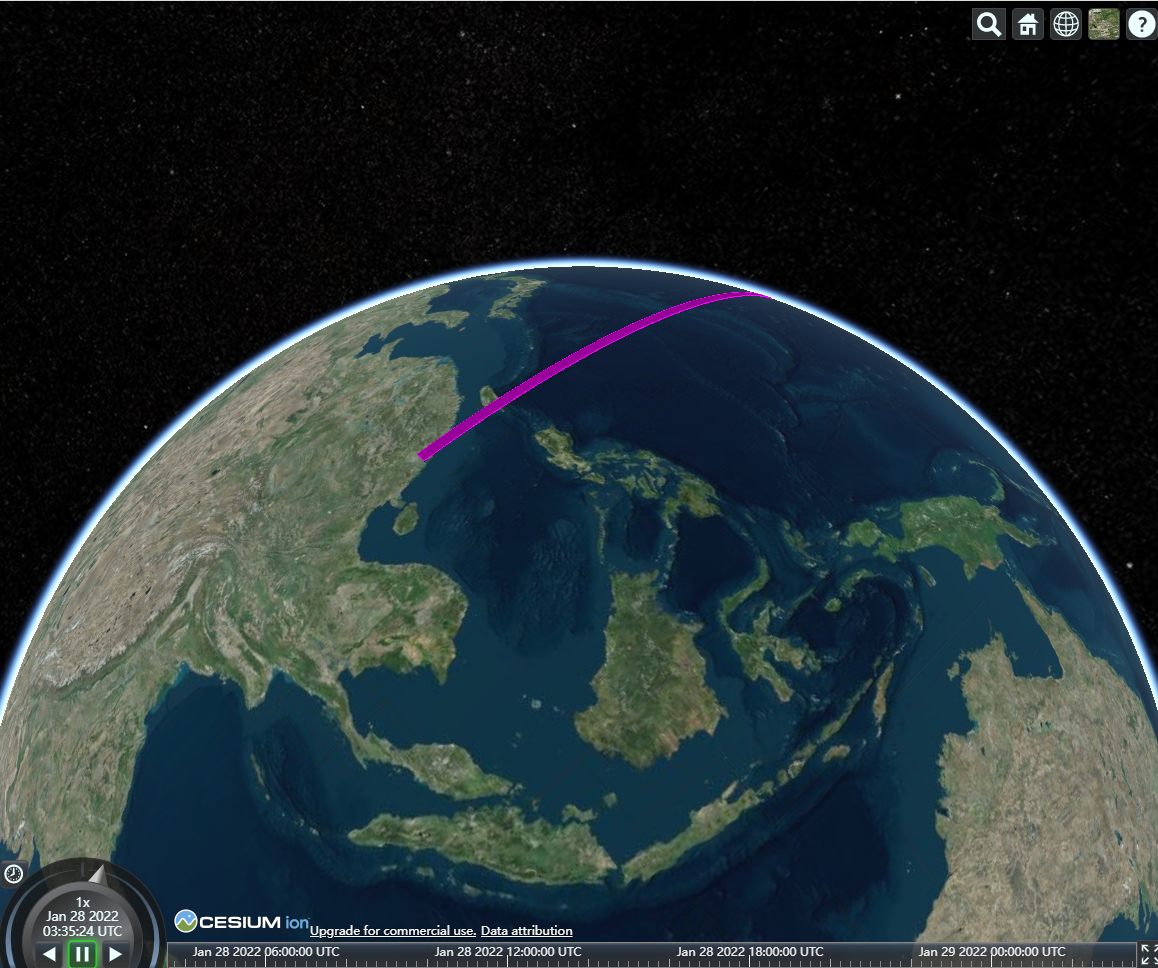 ?
1x
Jan 28 2022
03:35:24 UTC
CESIUM ion
Upgrade for commercial use. Data attribution
Jan 28 2022 06:00:00 UTC
Jan 28 2022 12:00:00 UTC
Jan 28 2022 18:00:00 UTC
Jan 29 2022 00:00:00 UTC